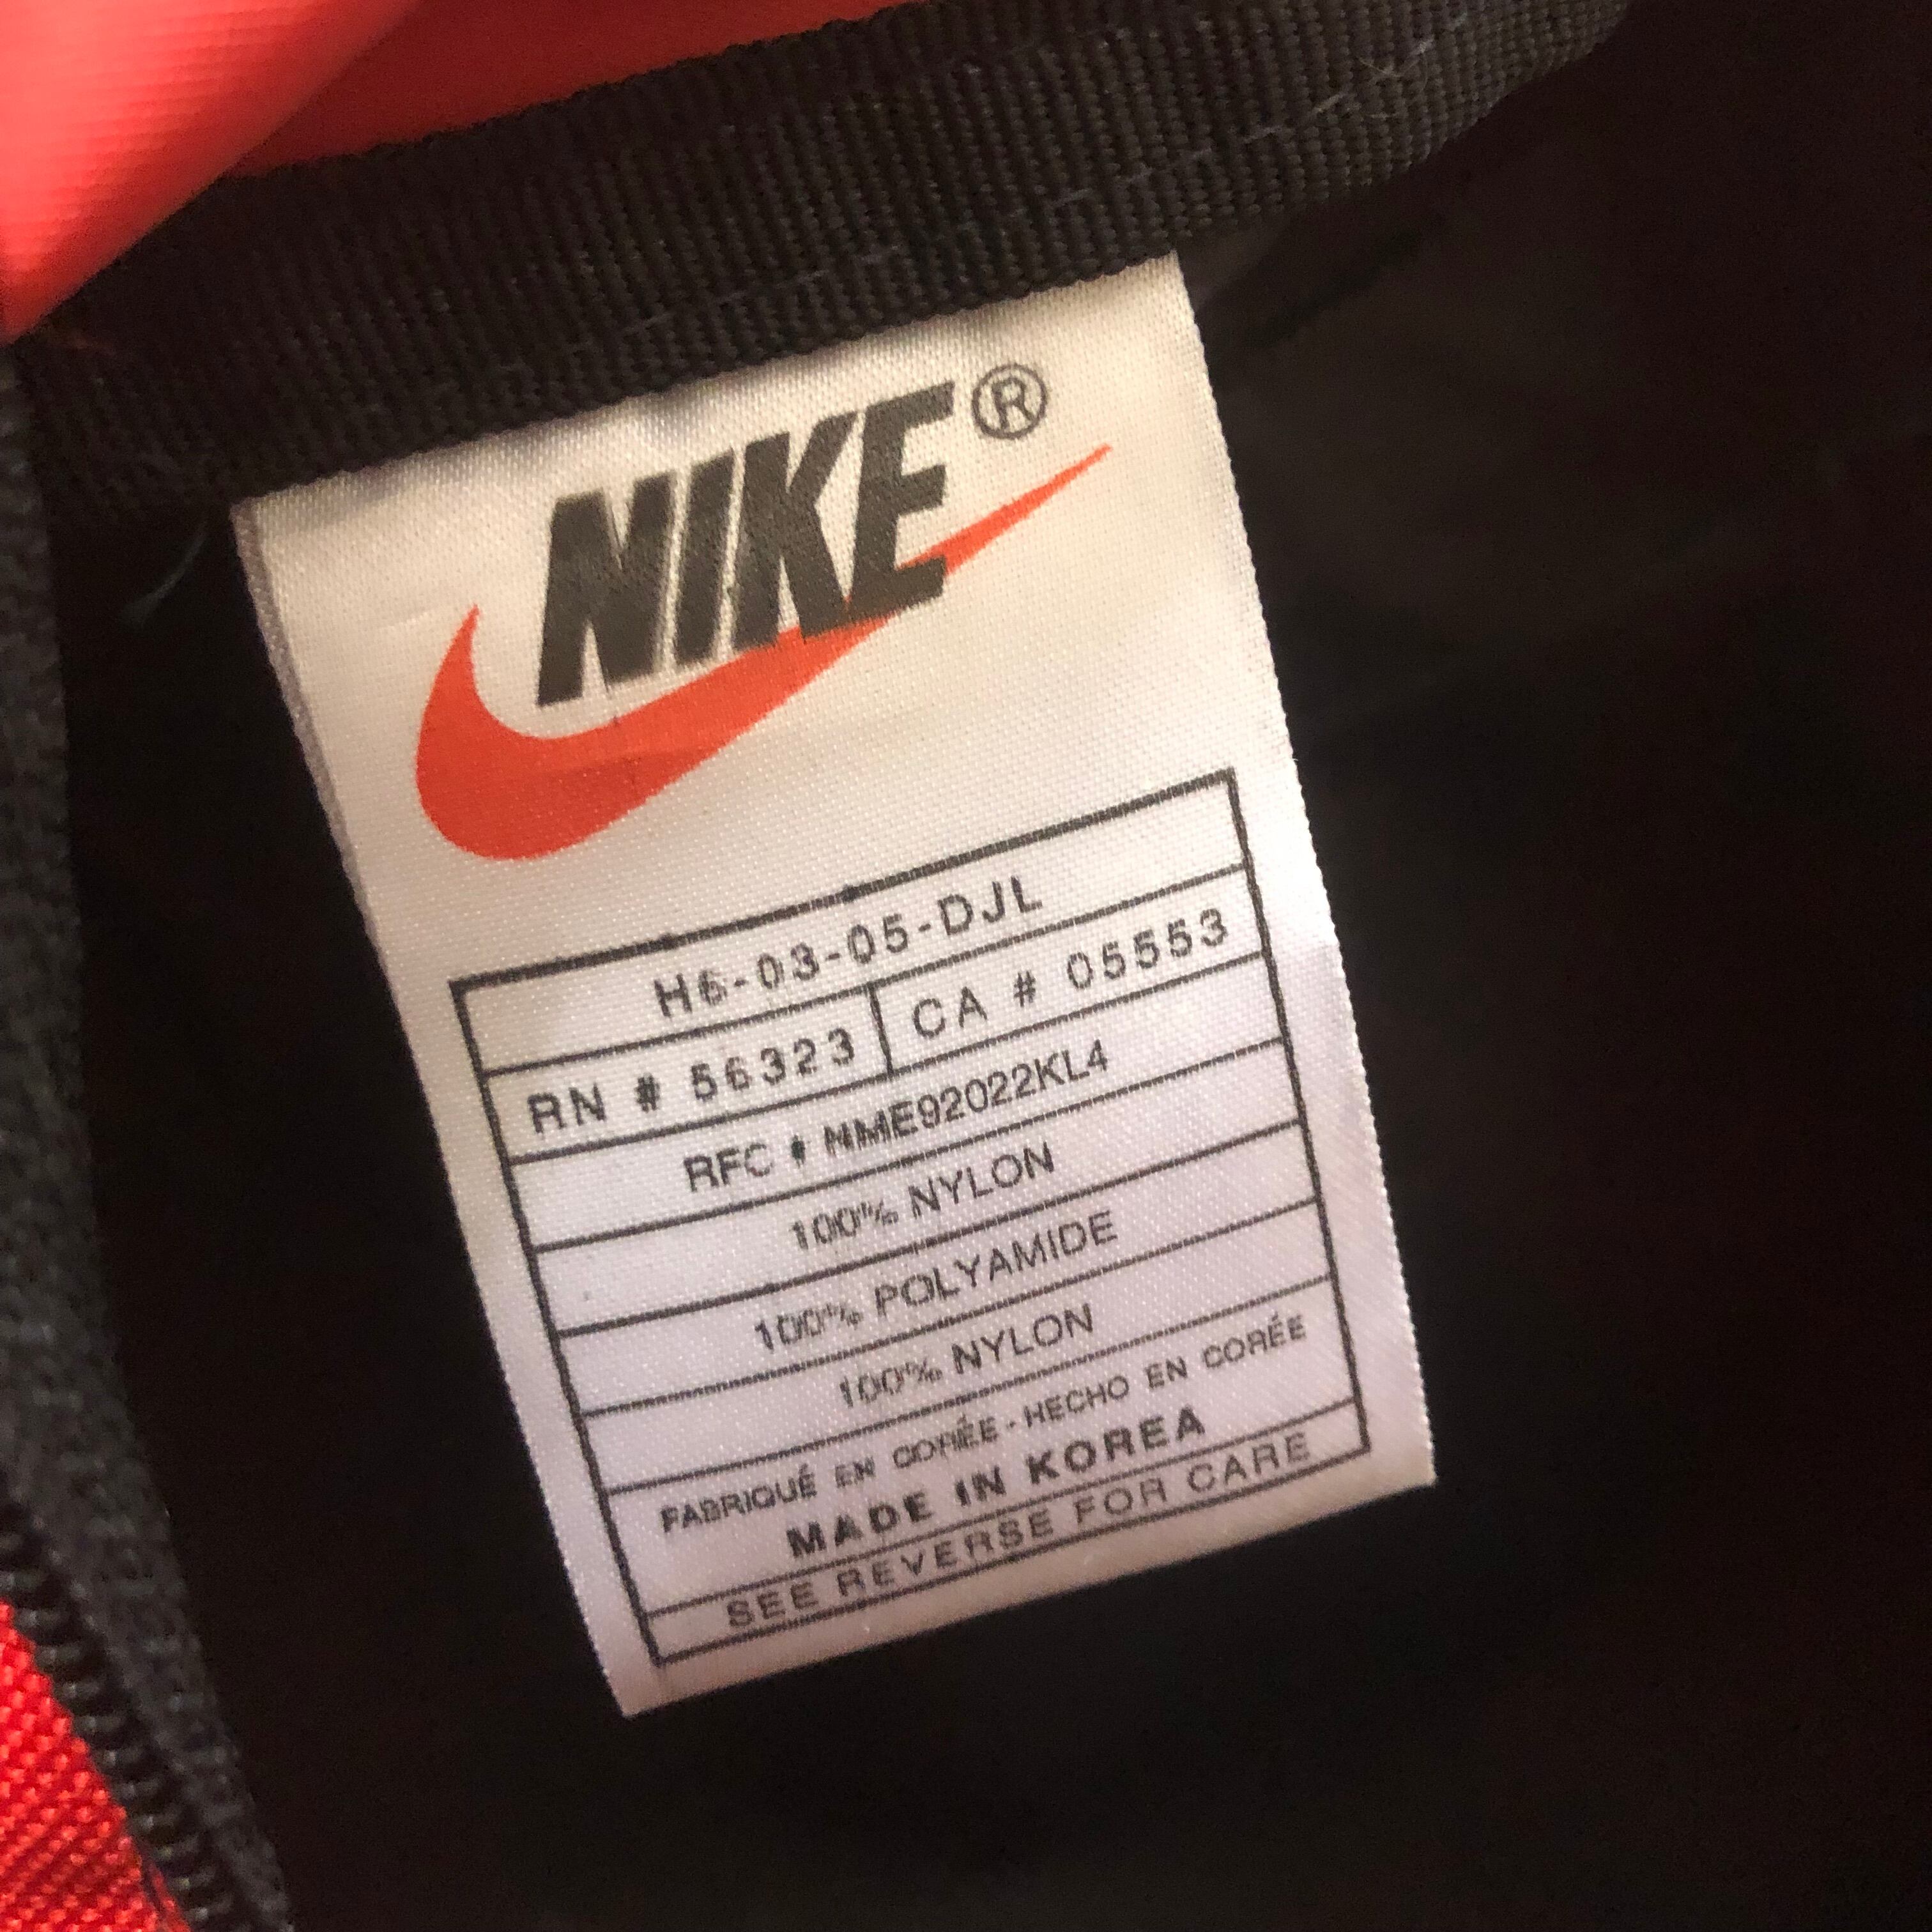 NIKE®
H6-03-05-DJL
RN # 56323 CA # 05553
RFC # NME92022KL4
100% NYLON
100% POLYAMIDE
100% NYLON
FABRIQUÉ EN CORÉE - HECHO EN CORÉE
MADE IN KOREA
SEE REVERSE FOR CARE